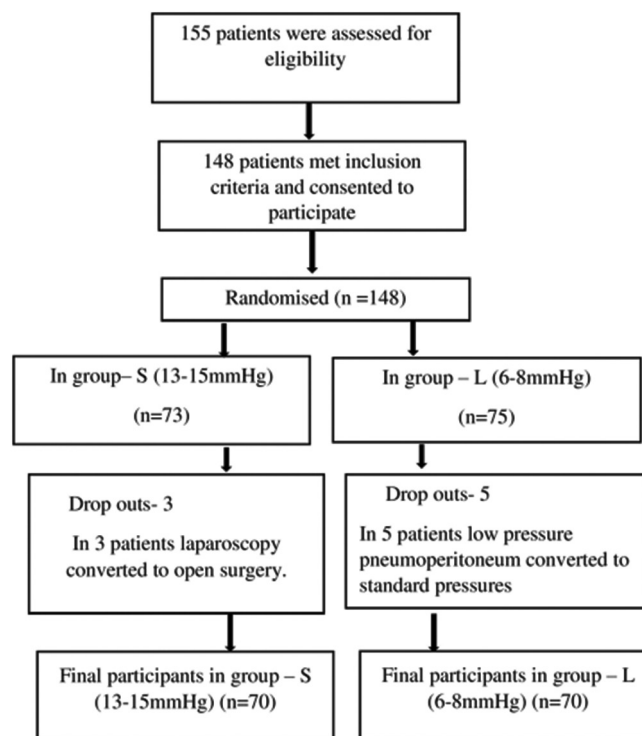 155 patients were assessed for
eligibility
148 patients met inclusion
criteria and consented to
participate
Randomised (n =148)
In group– S (13-15mmHg)
(n=73)
In group – L (6-8mmHg)
(n=75)
Drop outs- 3
In 3 patients laparoscopy
converted to open surgery.
Drop outs- 5
In 5 patients low pressure
pneumoperitoneum converted to
standard pressures
Final participants in group – S
(13-15mmHg) (n=70)
Final participants in group – L
(6-8mmHg) (n=70)